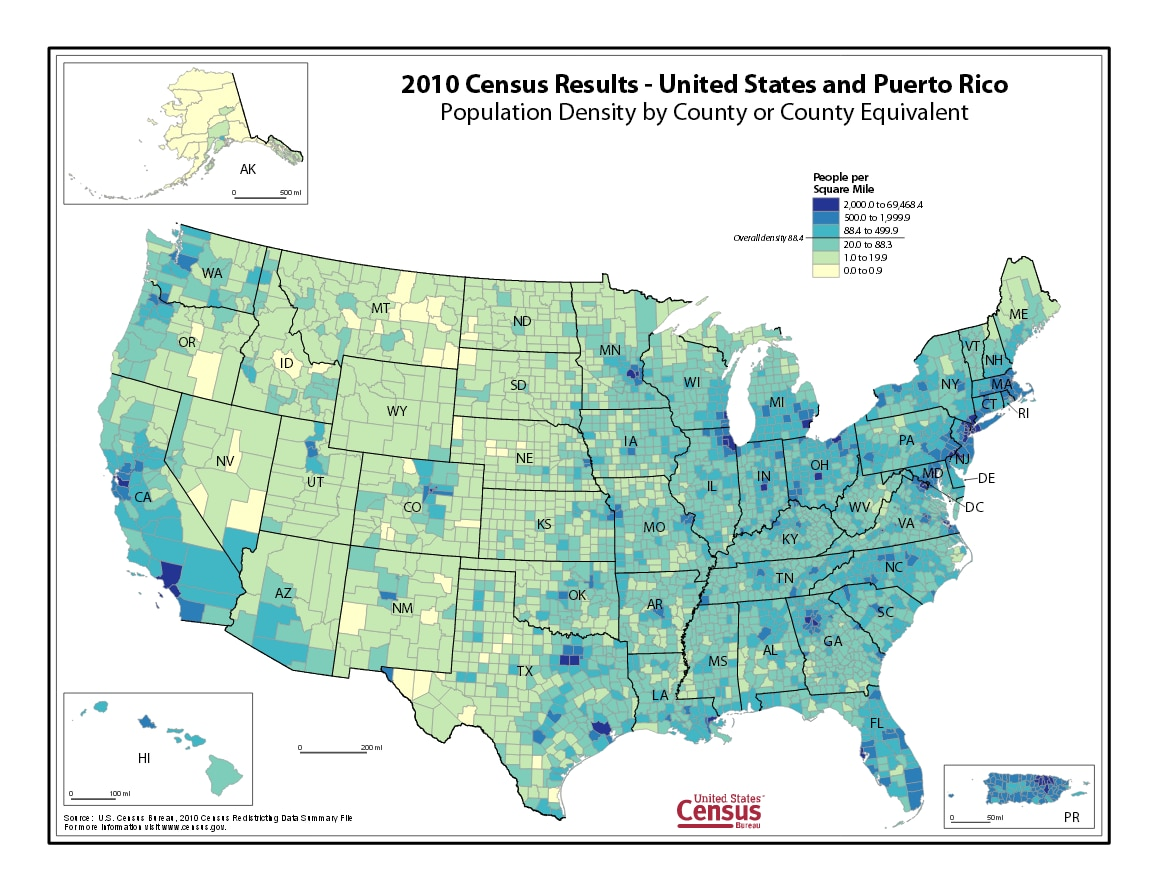 2010 Census Results - United States and Puerto Rico
Population Density by County or County Equivalent
AK
0 500 mi
People per
Square Mile
2,000.0 to 69,468.4
500.0 to 1,999.9
88.4 to 499.9
Overall density 88.4
20.0 to 88.3
1.0 to 19.9
0.0 to 0.9
WA
MT
ND
MN
ME
VT
NH
OR
ID
SD
WI
MI
NY
MA
CT
RI
WY
IA
PA
NJ
NV
NE
OH
MD
DE
UT
IL
IN
CA
CO
WV
DC
KS
MO
VA
KY
NC
TN
AZ
OK
NM
AR
SC
MS
AL
GA
TX
LA
FL
HI
0 100 mi
0 200 mi
United States™
Census
Bureau
PR
0 50mi
Source: U.S. Census Bureau, 2010 Census Redistricting Data Summary File
For more information visit www.census.gov.